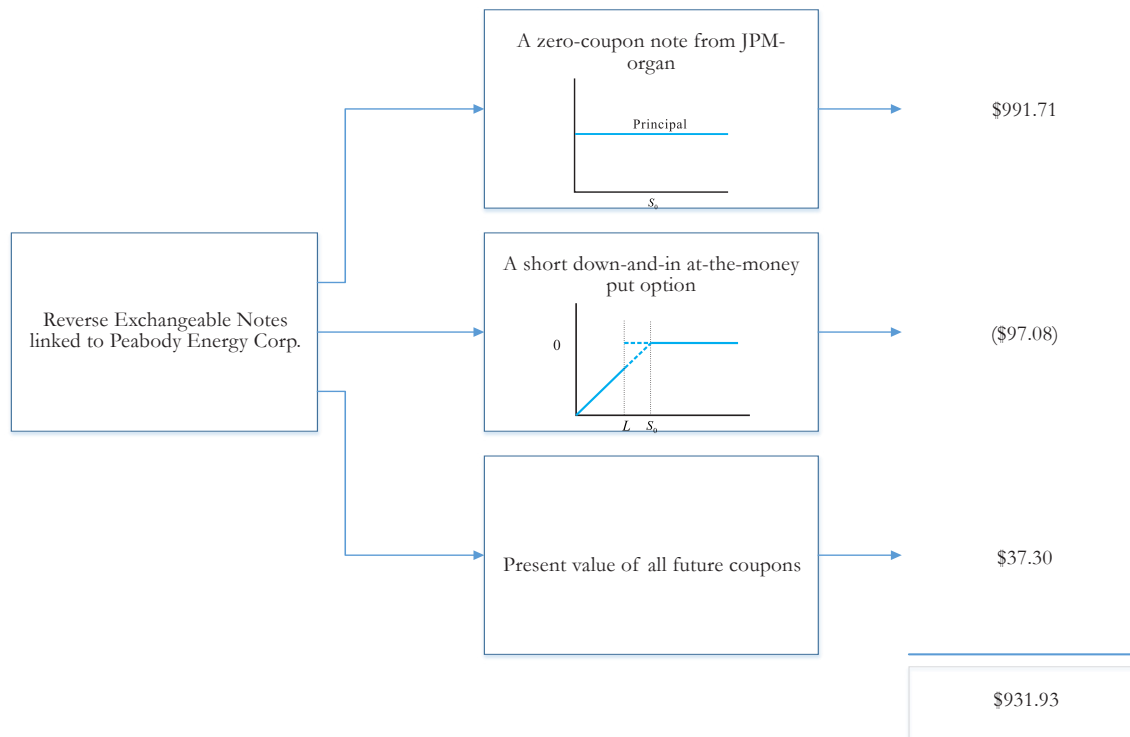 Reverse Exchangeable Notes
linked to Peabody Energy Corp.
A zero-coupon note from JPM-
organ
Principal
S₀
$991.71
A short down-and-in at-the-money
put option
0
L S₀
($97.08)
Present value of all future coupons
$37.30
$931.93